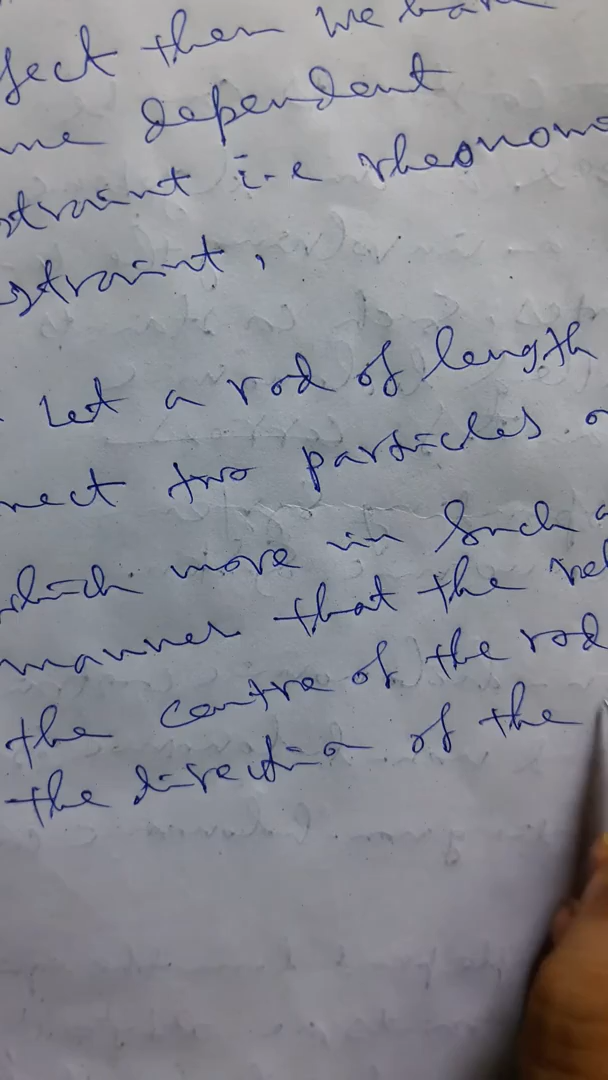 fect then we have
me dependent
straint i.e rheonom
straint,
Let a rod of length
nect two particles o
which move in such a
manner that the vel
the centre of the rod
the direction of the